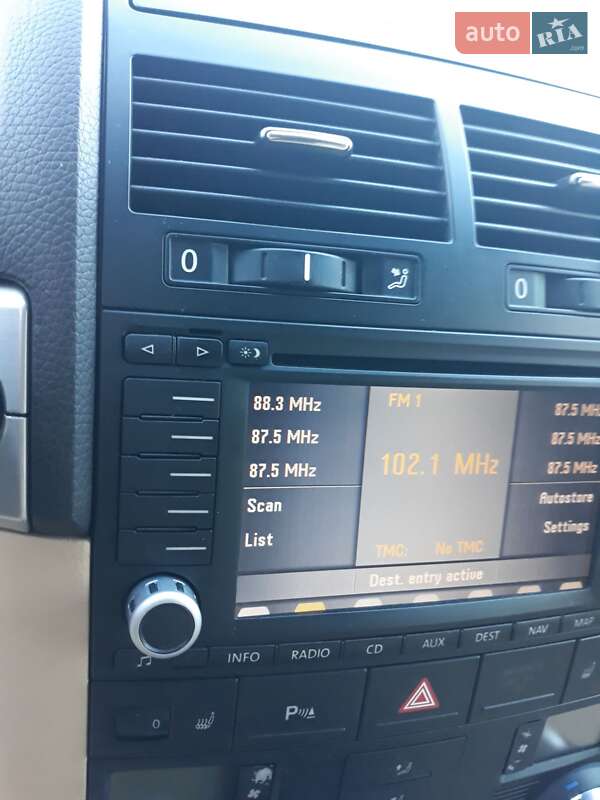 auto RIA .com
0
0
88.3 MHz FM 1 87.5 MHz
87.5 MHz 87.5 MHz
87.5 MHz 102.1 MHz 87.5 MHz
Scan Autostore
List Settings
TMC: No TMC
Dest. entry active
INFO RADIO CD AUX DEST NAV MAP
0 P